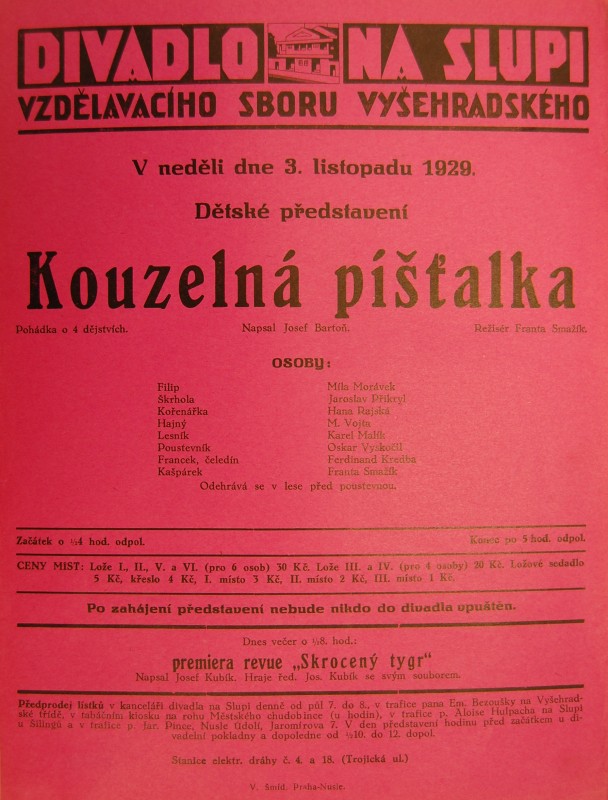 DIVADLO NA SLUPI
VZDĚLAVACÍHO SBORU VYŠEHRADSKÉHO
V neděli dne 3. listopadu 1929.
Dětské představení
Kouzelná píšťalka
Pohádka o 4 dějstvích. Napsal Josef Bartoň. Režisér Franta Smažík.
OSOBY:
Filip Míla Morávek
Škrhola Jaroslav Přikryl
Kořenářka Hana Rajská
Hajný M. Vojta
Lesník Karel Malík
Poustevník Oskar Vyskočil
Francek, čeledín Ferdinand Kreuba
Kašpárek Franta Smažík
Odehrává se v lese před poustevnou.
Začátek o ½4 hod. odpol. Konec po 5 hod. odpol.
CENY MÍST: Lože I., II., V. a VI. (pro 6 osob) 30 Kč. Lože III. a IV. (pro 4 osoby) 20 Kč. Ložové sedadlo
5 Kč, křeslo 4 Kč, I. místo 3 Kč, II. místo 2 Kč, III. místo 1 Kč.
Po zahájení představení nebude nikdo do divadla vpuštěn.
Dnes večer o ½8. hod.:
premiera revue „Skrocený tygr"
Napsal Josef Kubík. Hraje řed. Jos. Kubík se svým souborem.
Předprodej lístků v kanceláři divadla na Slupi denně od půl 7. do 8., v trafice pana Em. Bezoušky na Vyšehrad-
ské třídě, v tabáčním kiosku na rohu Městského chudobince (u hodin), v trafice p. Aloise Hulpacha na Slupi
u Šilingů a v trafice p. Jar. Pinec, Nusle údolí, Jaromírova 7. V den představení hodinu před začátkem u di-
vadelní pokladny a dopoledne od ½10. do 12. dopol.
Stanice elektr. dráhy č. 4. a 18. (Trojická ul.)
V. Šmíd, Praha-Nusle.